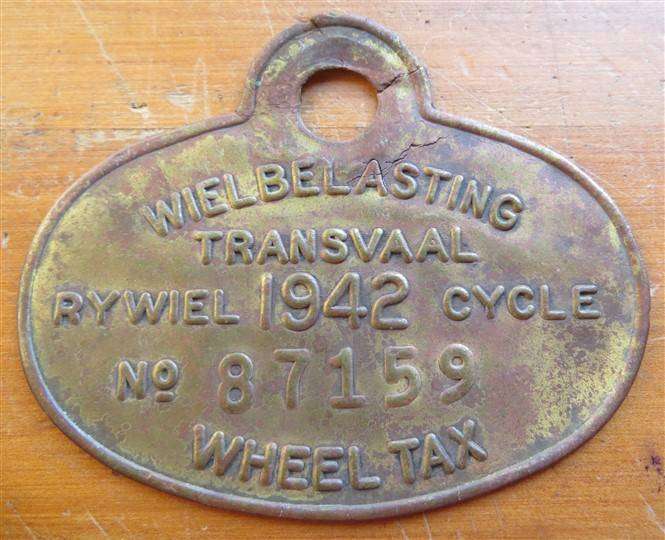 WIELBELASTING
TRANSVAAL
RYWIEL 1942 CYCLE
No 87159
WHEEL TAX